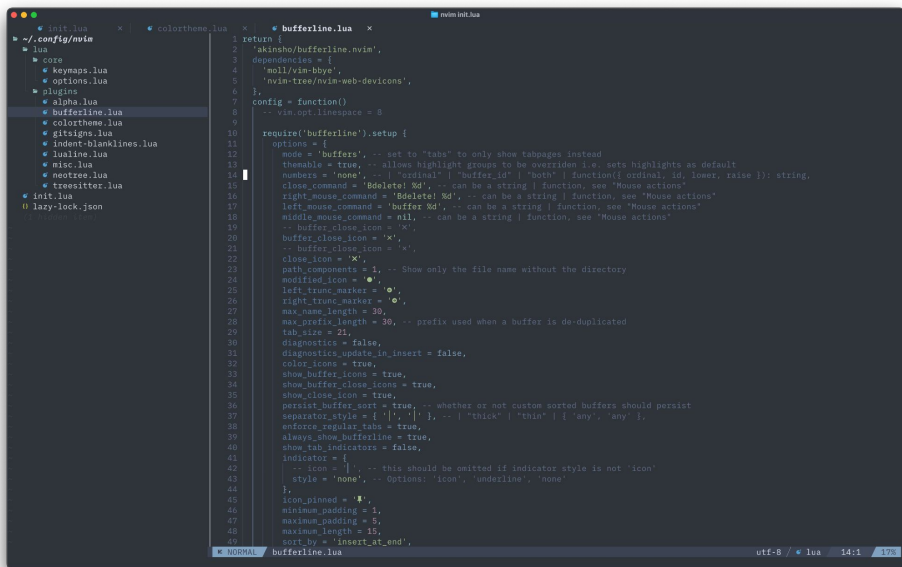 nvim init.lua
init.lua × colortheme.lua × bufferline.lua ×
~/.config/nvim
lua
core
keymaps.lua
options.lua
plugins
alpha.lua
bufferline.lua
colortheme.lua
gitsigns.lua
indent-blanklines.lua
lualine.lua
misc.lua
neotree.lua
treesitter.lua
init.lua
lazy-lock.json
1 return {
2 'akinsho/bufferline.nvim',
3 dependencies = {
4 'moll/vim-bbye',
5 'nvim-tree/nvim-web-devicons',
6 },
7 config = function()
8 -- vim.opt.linespace = 8
9
10 require('bufferline').setup {
11 options = {
12 mode = 'buffers', -- set to "tabs" to only show tabpages instead
13 themable = true, -- allows highlight groups to be overriden i.e. sets highlights as default
14 numbers = 'none', -- | "ordinal" | "buffer_id" | "both" | function({ ordinal, id, lower, raise }): string,
15 close_command = 'Bdelete! %d', -- can be a string | function, see "Mouse actions"
16 right_mouse_command = 'Bdelete! %d', -- can be a string | function, see "Mouse actions"
17 left_mouse_command = 'buffer %d', -- can be a string | function, see "Mouse actions"
18 middle_mouse_command = nil, -- can be a string | function, see "Mouse actions"
19 -- buffer_close_icon = '×',
20 buffer_close_icon = '×',
21 -- buffer_close_icon = '×',
22 close_icon = '×',
23 path_components = 1, -- Show only the file name without the directory
24 modified_icon = '●',
25 left_trunc_marker = '',
26 right_trunc_marker = '',
27 max_name_length = 30,
28 max_prefix_length = 30, -- prefix used when a buffer is de-duplicated
29 tab_size = 21,
30 diagnostics = false,
31 diagnostics_update_in_insert = false,
32 color_icons = true,
33 show_buffer_icons = true,
34 show_buffer_close_icons = true,
35 show_close_icon = true,
36 persist_buffer_sort = true, -- whether or not custom sorted buffers should persist
37 separator_style = { '│', '│' }, -- | "thick" | "thin" | { 'any', 'any' },
38 enforce_regular_tabs = true,
39 always_show_bufferline = true,
40 show_tab_indicators = false,
41 indicator = {
42 -- icon = '▎', -- this should be omitted if indicator style is not 'icon'
43 style = 'none', -- Options: 'icon', 'underline', 'none'
44 },
45 icon_pinned = '',
46 minimum_padding = 1,
47 maximum_padding = 5,
48 maximum_length = 15,
49 sort_by = 'insert_at_end',
NORMAL bufferline.lua utf-8 lua 14:1 17%